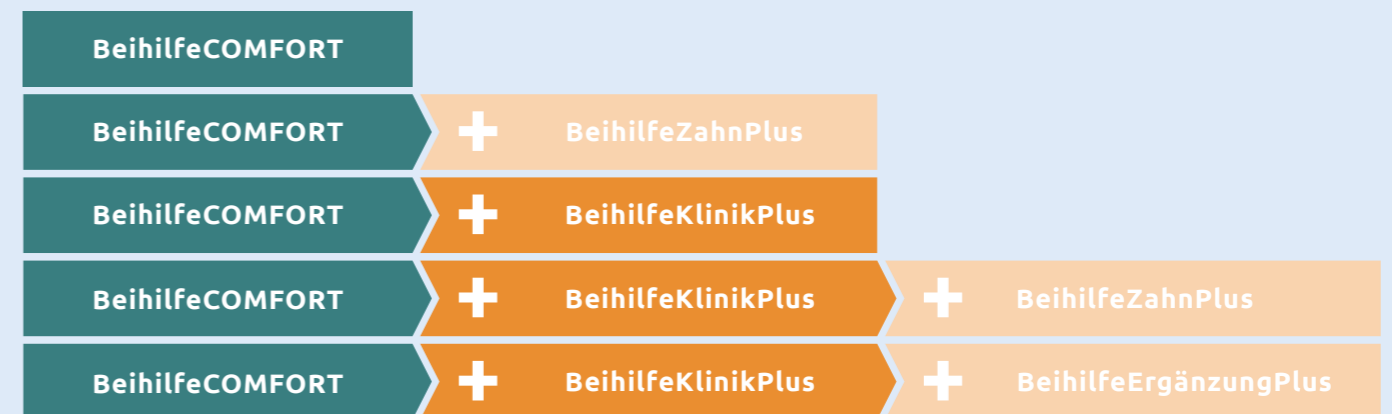 BeihilfeCOMFORT
BeihilfeCOMFORT + BeihilfeZahnPlus
BeihilfeCOMFORT + BeihilfeKlinikPlus
BeihilfeCOMFORT + BeihilfeKlinikPlus + BeihilfeZahnPlus
BeihilfeCOMFORT + BeihilfeKlinikPlus + BeihilfeErgänzungPlus